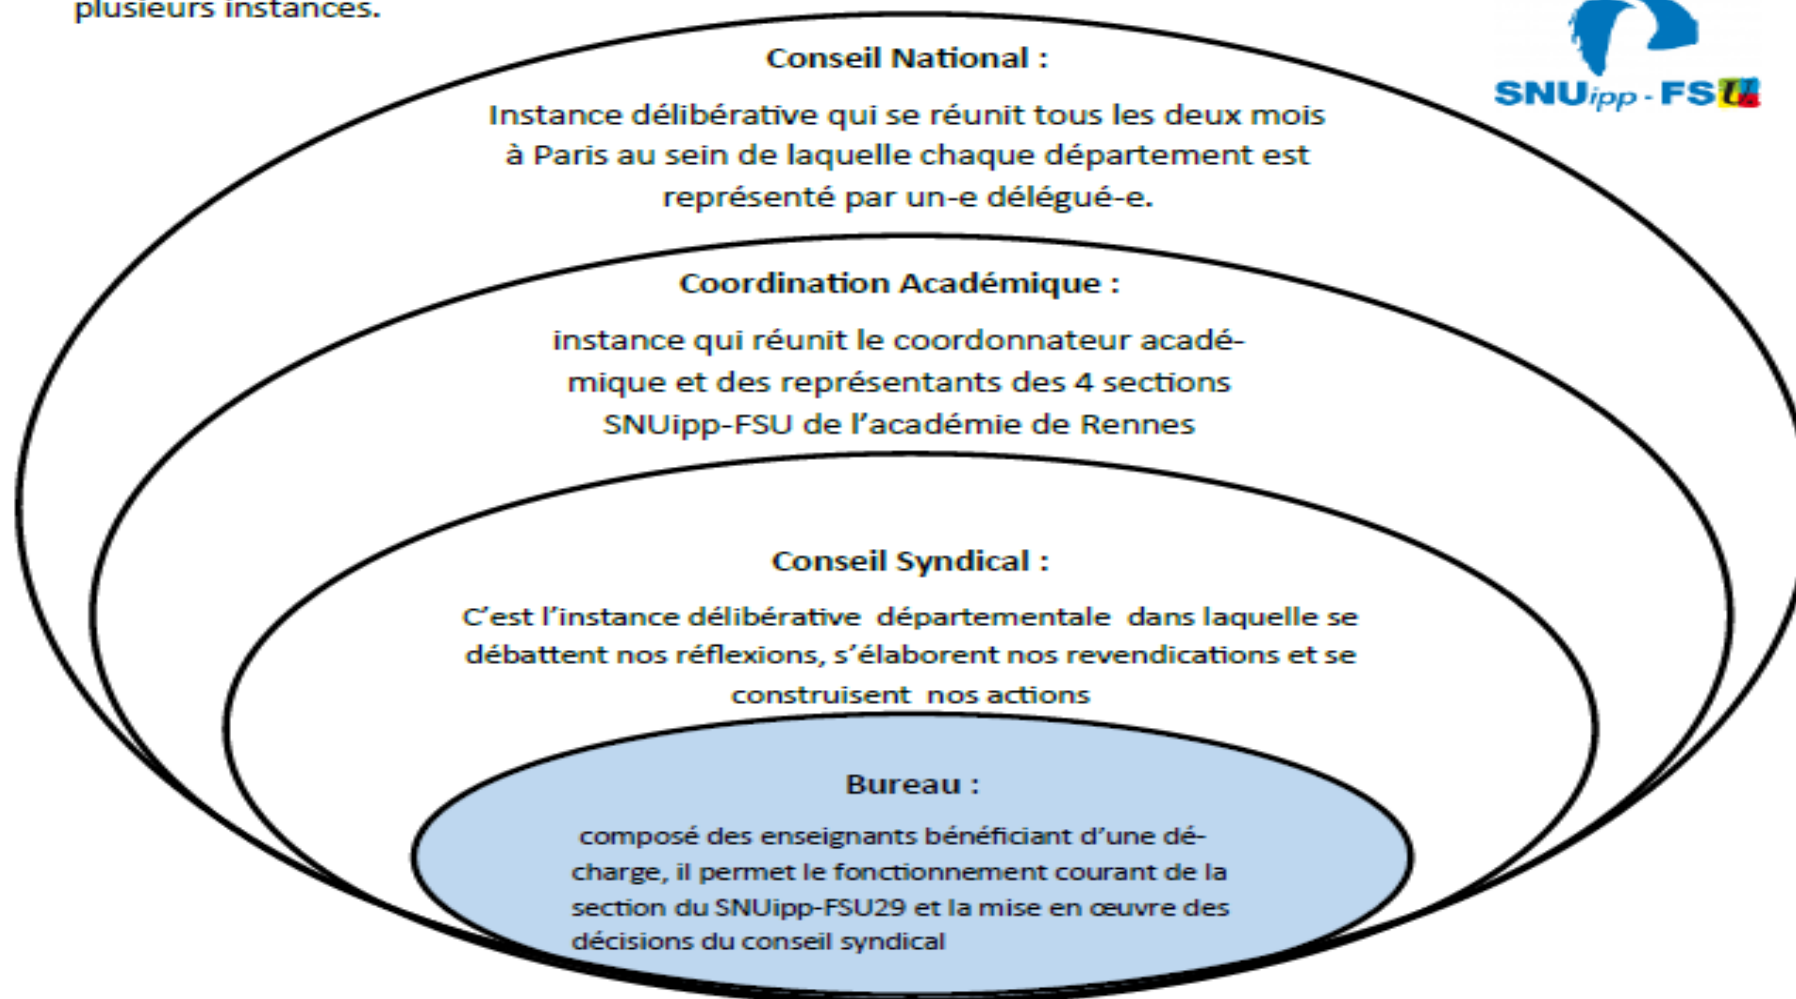 plusieurs instances.
Conseil National :
SNUipp - FSU
Instance délibérative qui se réunit tous les deux mois
à Paris au sein de laquelle chaque département est
représenté par un-e délégué-e.
Coordination Académique :
instance qui réunit le coordonnateur acadé-
mique et des représentants des 4 sections
SNUipp-FSU de l’académie de Rennes
Conseil Syndical :
C’est l’instance délibérative  départementale  dans laquelle se
débattent nos réflexions, s’élaborent nos revendications et se
construisent  nos actions
Bureau :
composé des enseignants bénéficiant d’une dé-
charge, il permet le fonctionnement courant de la
section du SNUipp-FSU29 et la mise en œuvre des
décisions du conseil syndical